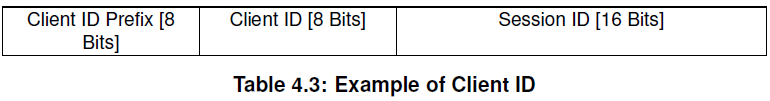 Client ID Prefix [8 Client ID [8 Bits] Session ID [16 Bits]
Bits]
Table 4.3: Example of Client ID